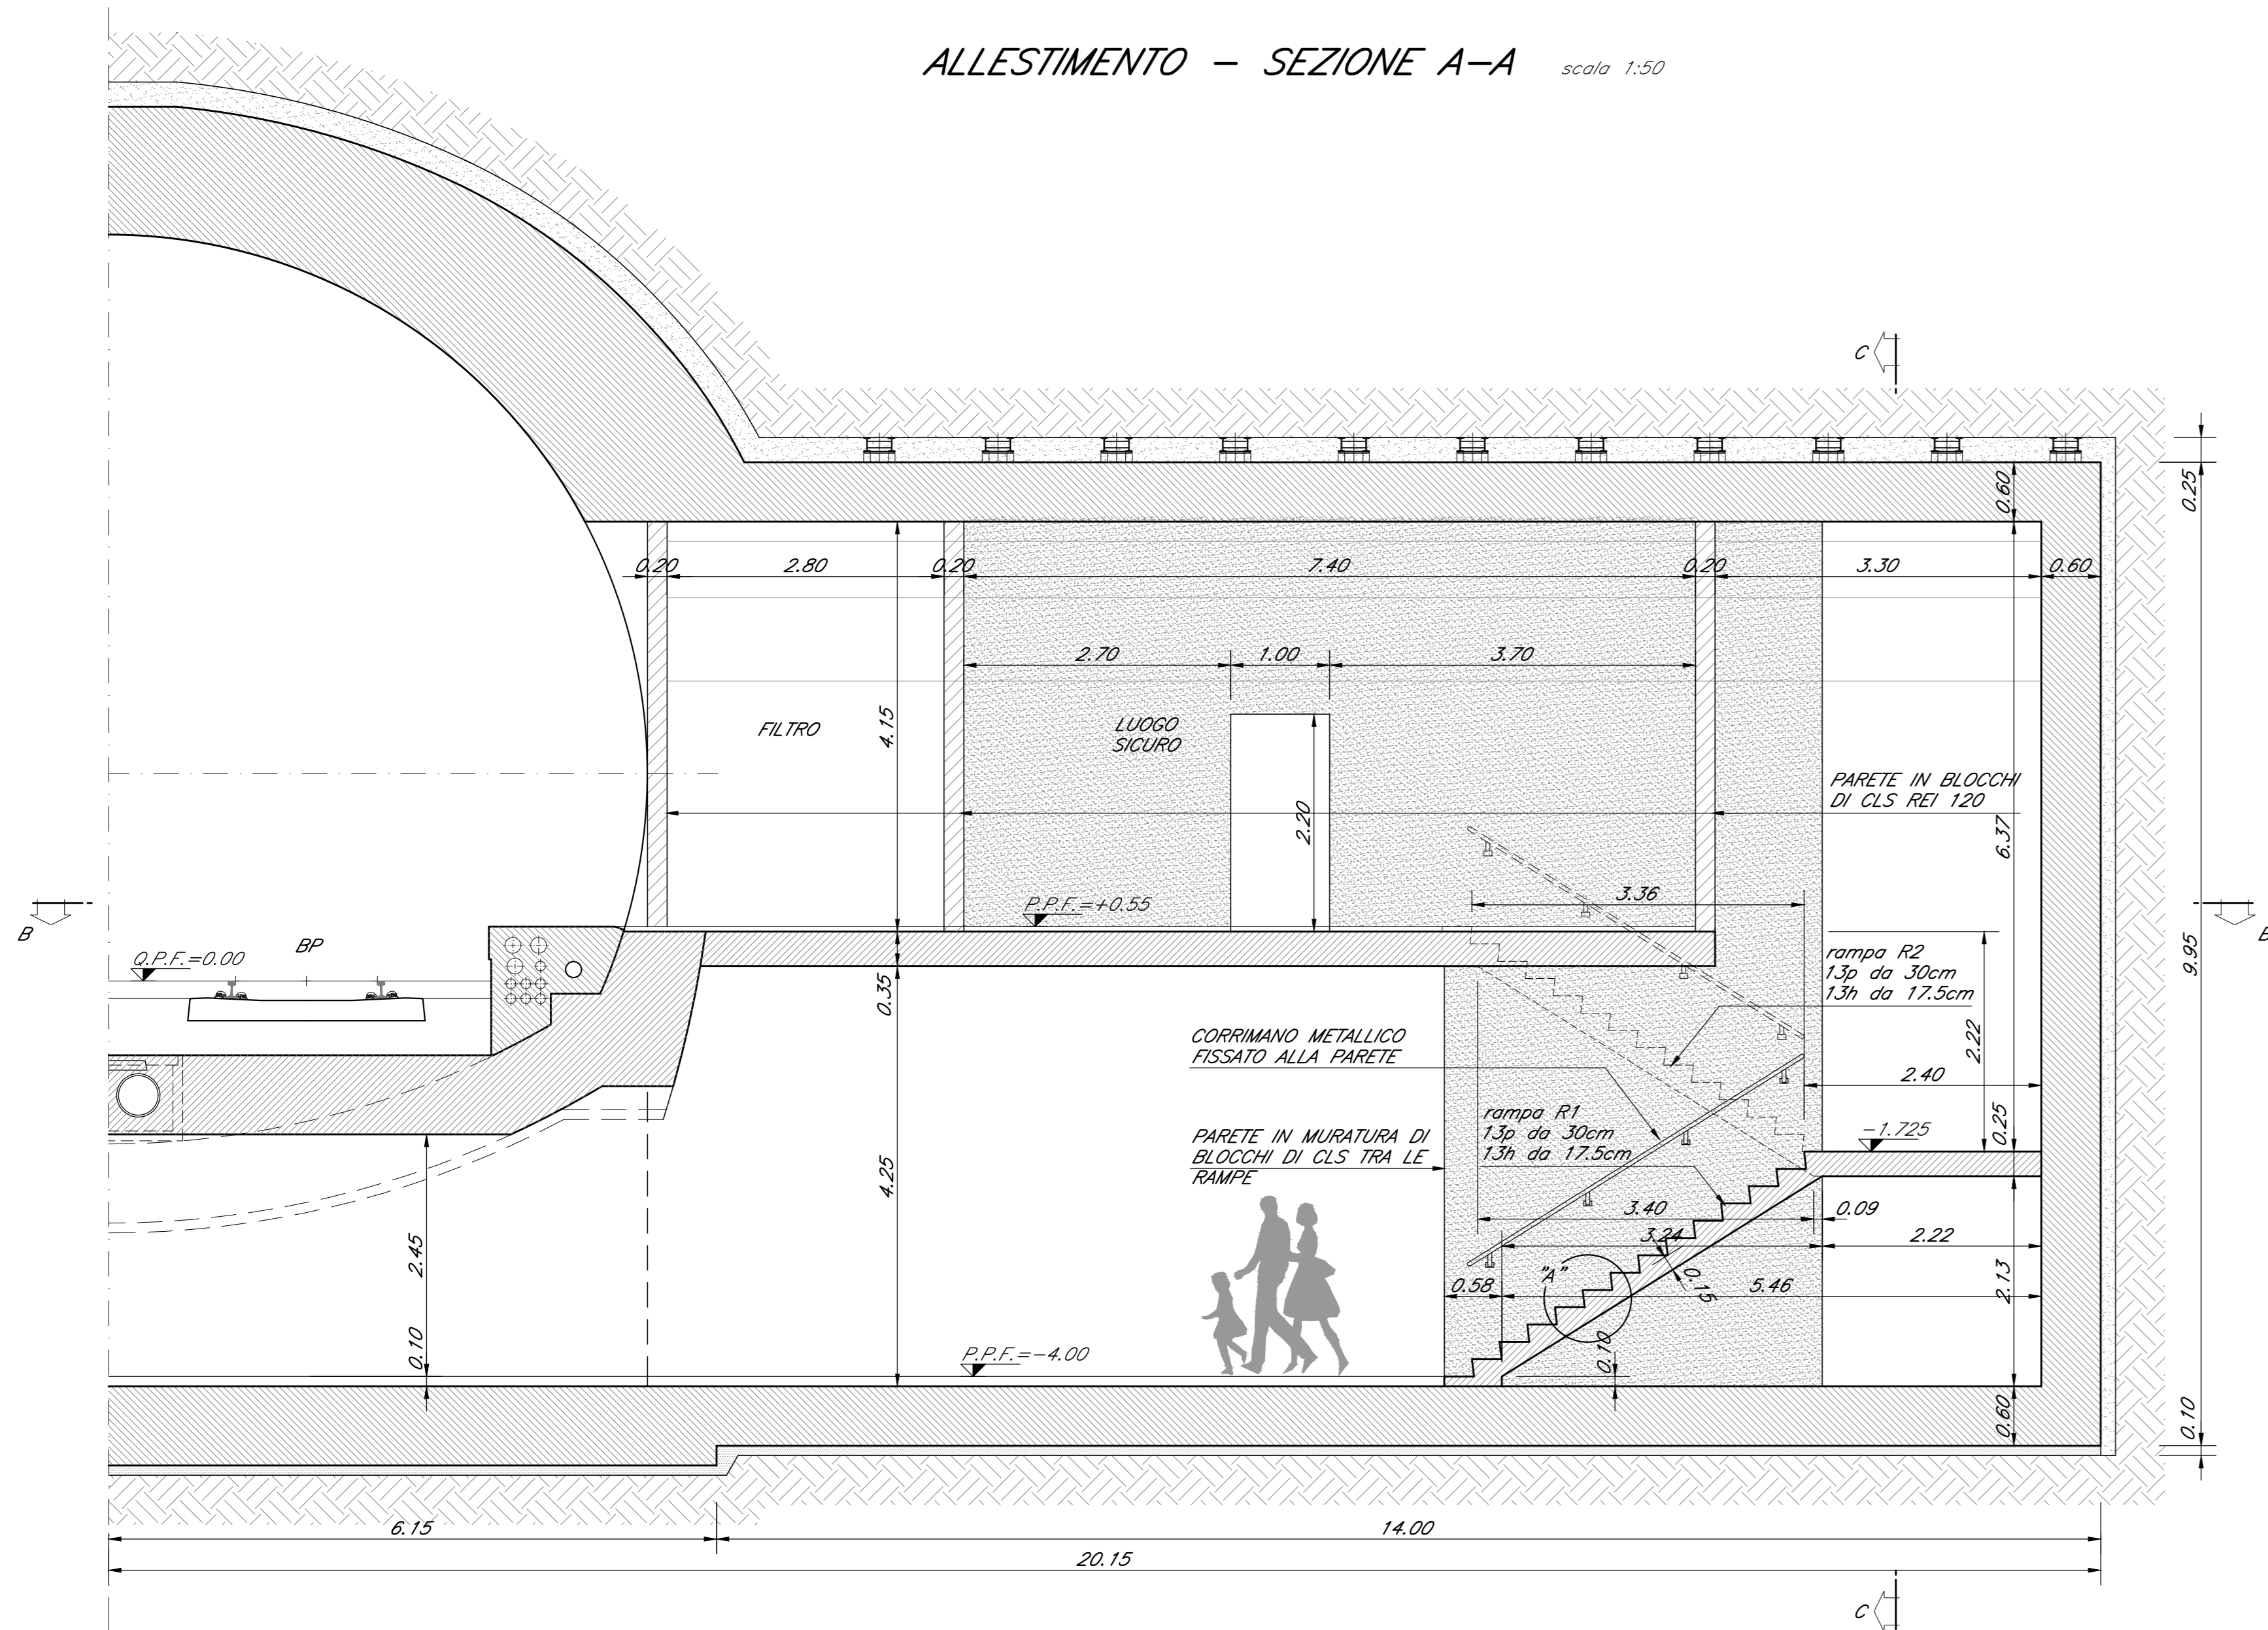 ALLESTIMENTO - SEZIONE A-A scala 1:50
C
0.25
0.60
0.20 2.80 0.20 7.40 0.20 3.30 0.60
2.70 1.00 3.70
FILTRO
4.15
LUOGO
SICURO
2.20
PARETE IN BLOCCHI
DI CLS REI 120
6.37
3.36
P.P.F.=+0.55
B
B
BP
Q.P.F.=0.00
9.95
rampa R2
13p da 30cm
13h da 17.5cm
0.35
CORRIMANO METALLICO
FISSATO ALLA PARETE
2.22
2.40
rampa R1
13p da 30cm
13h da 17.5cm
0.25
-1.725
PARETE IN MURATURA DI
BLOCCHI DI CLS TRA LE
RAMPE
4.25
3.40
0.09
3.24
2.22
2.45
"A"
0.58
0.15
5.46
2.13
0.10
0.10
P.P.F.=-4.00
0.60
0.10
6.15
14.00
20.15
C